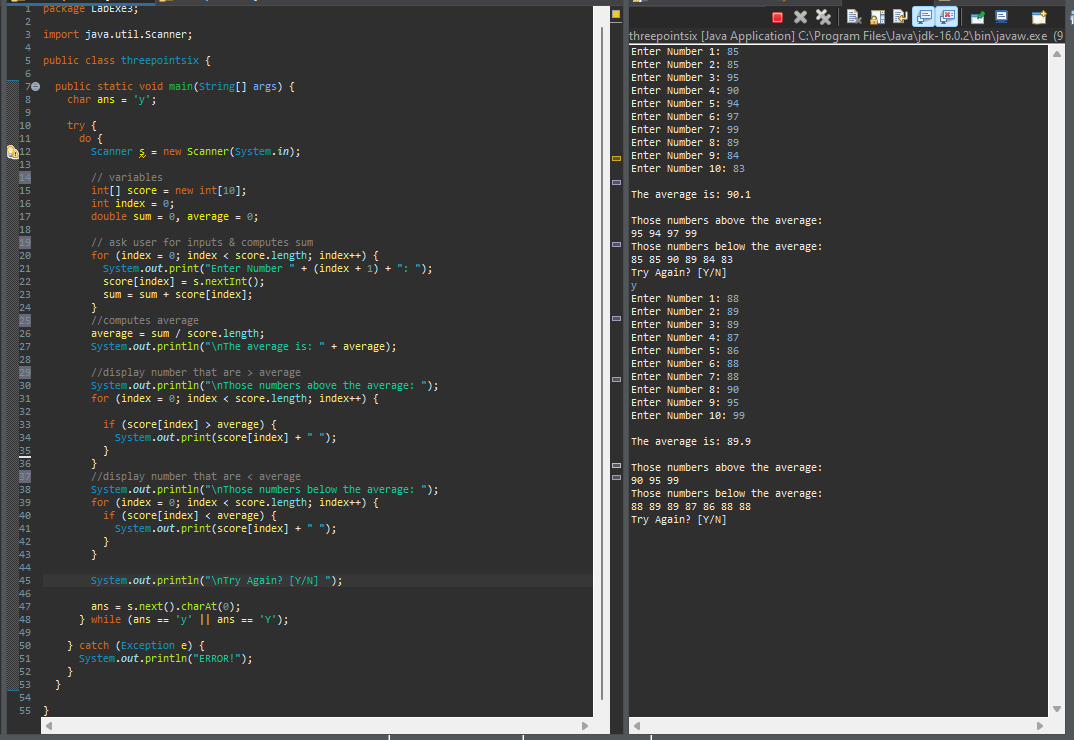 1 package LabExe3;
2
3 import java.util.Scanner;
4
5 public class threepointsix {
6
7 public static void main(String[] args) {
8 char ans = 'y';
9
10 try {
11 do {
12 Scanner s = new Scanner(System.in);
13
14 // variables
15 int[] score = new int[10];
16 int index = 0;
17 double sum = 0, average = 0;
18
19 // ask user for inputs & computes sum
20 for (index = 0; index < score.length; index++) {
21 System.out.print("Enter Number " + (index + 1) + ": ");
22 score[index] = s.nextInt();
23 sum = sum + score[index];
24 }
25 //computes average
26 average = sum / score.length;
27 System.out.println("\nThe average is: " + average);
28
29 //display number that are > average
30 System.out.println("\nThose numbers above the average: ");
31 for (index = 0; index < score.length; index++) {
32
33 if (score[index] > average) {
34 System.out.print(score[index] + " ");
35 }
36 }
37 //display number that are < average
38 System.out.println("\nThose numbers below the average: ");
39 for (index = 0; index < score.length; index++) {
40 if (score[index] < average) {
41 System.out.print(score[index] + " ");
42 }
43 }
44
45 System.out.println("\nTry Again? [Y/N] ");
46
47 ans = s.next().charAt(0);
48 } while (ans == 'y' || ans == 'Y');
49
50 } catch (Exception e) {
51 System.out.println("ERROR!");
52 }
53 }
54
55 }
threepointsix [Java Application] C:\Program Files\Java\jdk-16.0.2\bin\javaw.exe (9
Enter Number 1: 85
Enter Number 2: 85
Enter Number 3: 95
Enter Number 4: 90
Enter Number 5: 94
Enter Number 6: 97
Enter Number 7: 99
Enter Number 8: 89
Enter Number 9: 84
Enter Number 10: 83
The average is: 90.1
Those numbers above the average:
95 94 97 99
Those numbers below the average:
85 85 90 89 84 83
Try Again? [Y/N]
y
Enter Number 1: 88
Enter Number 2: 89
Enter Number 3: 89
Enter Number 4: 87
Enter Number 5: 86
Enter Number 6: 88
Enter Number 7: 88
Enter Number 8: 90
Enter Number 9: 95
Enter Number 10: 99
The average is: 89.9
Those numbers above the average:
90 95 99
Those numbers below the average:
88 89 89 87 86 88 88
Try Again? [Y/N]